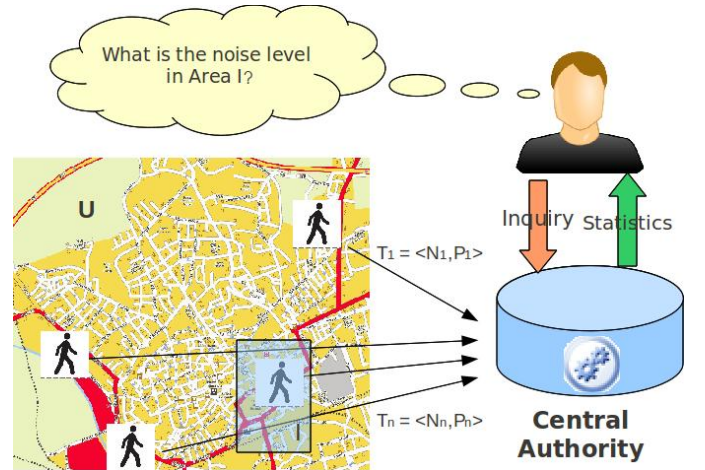 What is the noise level
in Area I?
U
Inquiry
Statistics
T1 = <N1,P1>
Tn = <Nn,Pn>
I
Central
Authority